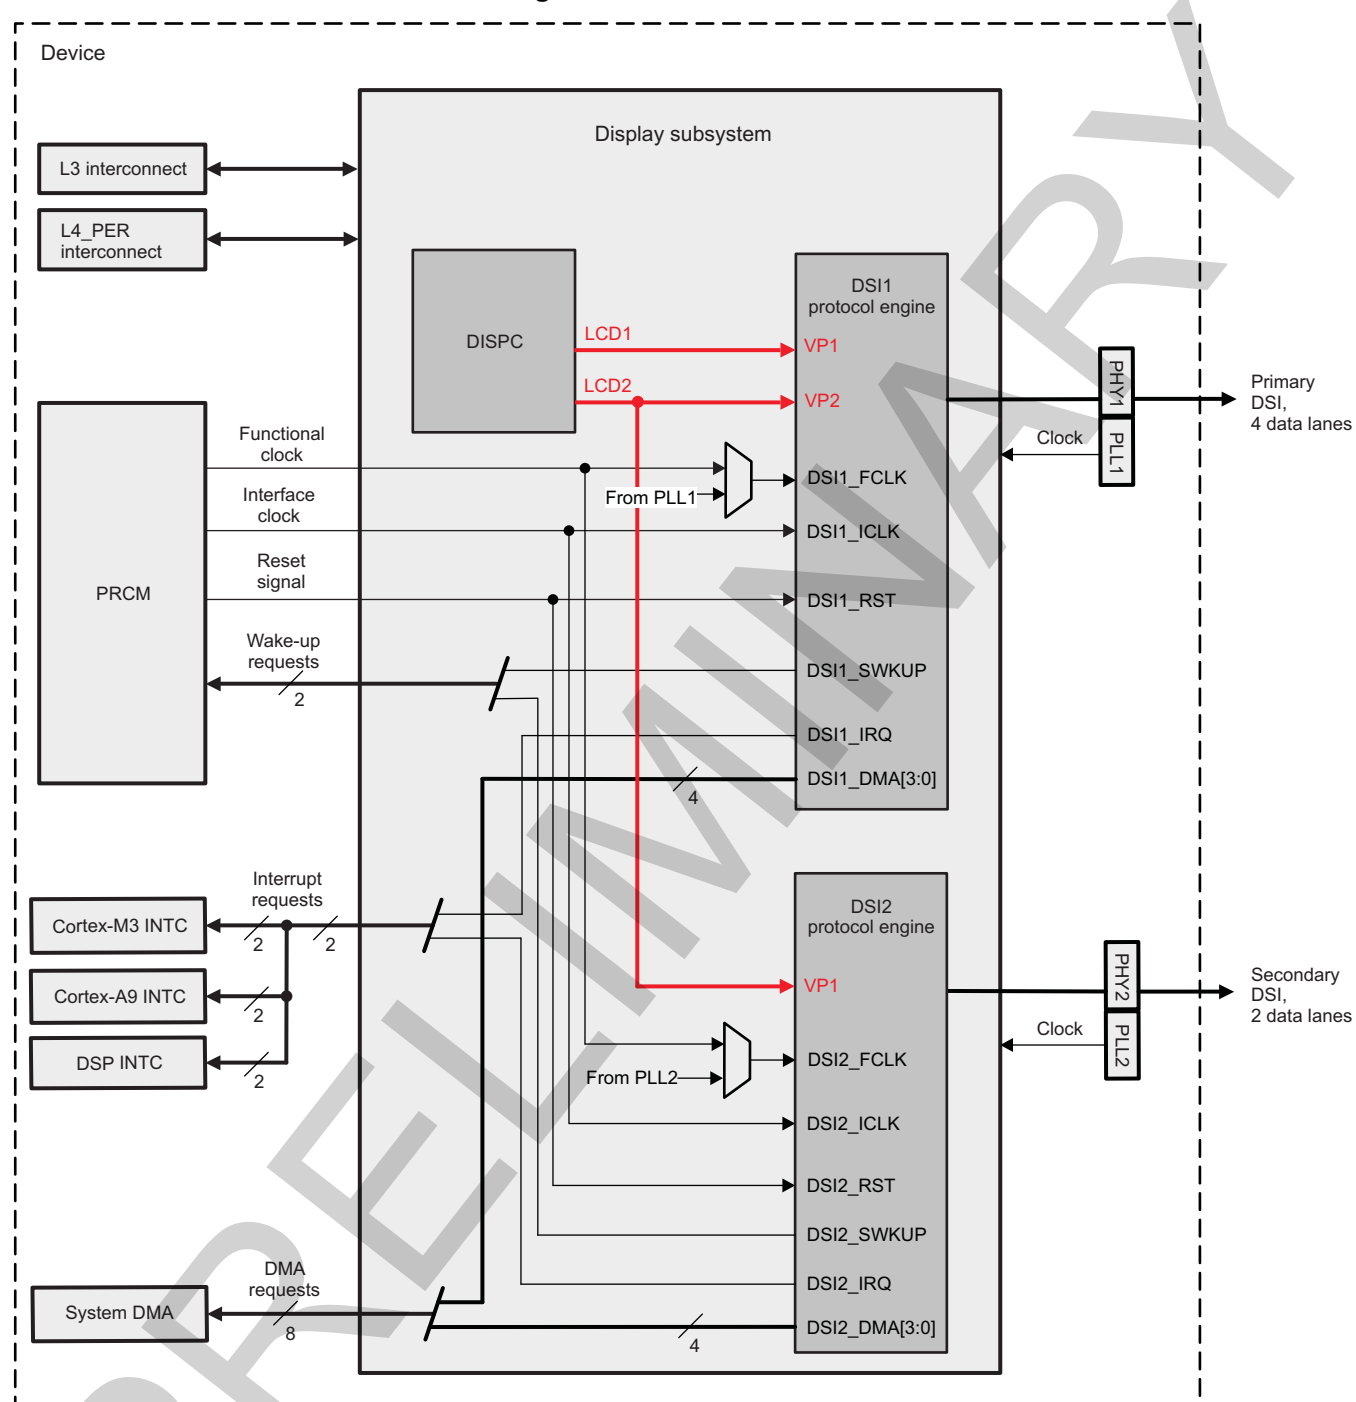 Device
Display subsystem
L3 interconnect
L4_PER
interconnect
DISPC
LCD1
LCD2
DSI1
protocol engine
VP1
VP2
PHY1
PLL1
Clock
Primary
DSI,
4 data lanes
PRCM
Functional
clock
Interface
clock
Reset
signal
Wake-up
requests
2
From PLL1
DSI1_FCLK
DSI1_ICLK
DSI1_RST
DSI1_SWKUP
DSI1_IRQ
DSI1_DMA[3:0]
4
Interrupt
requests
Cortex-M3 INTC
2
2
Cortex-A9 INTC
2
DSP INTC
2
DSI2
protocol engine
VP1
PHY2
PLL2
Clock
Secondary
DSI,
2 data lanes
From PLL2
DSI2_FCLK
DSI2_ICLK
DSI2_RST
DSI2_SWKUP
DSI2_IRQ
DSI2_DMA[3:0]
4
DMA
requests
System DMA
8
PRELIMINARY